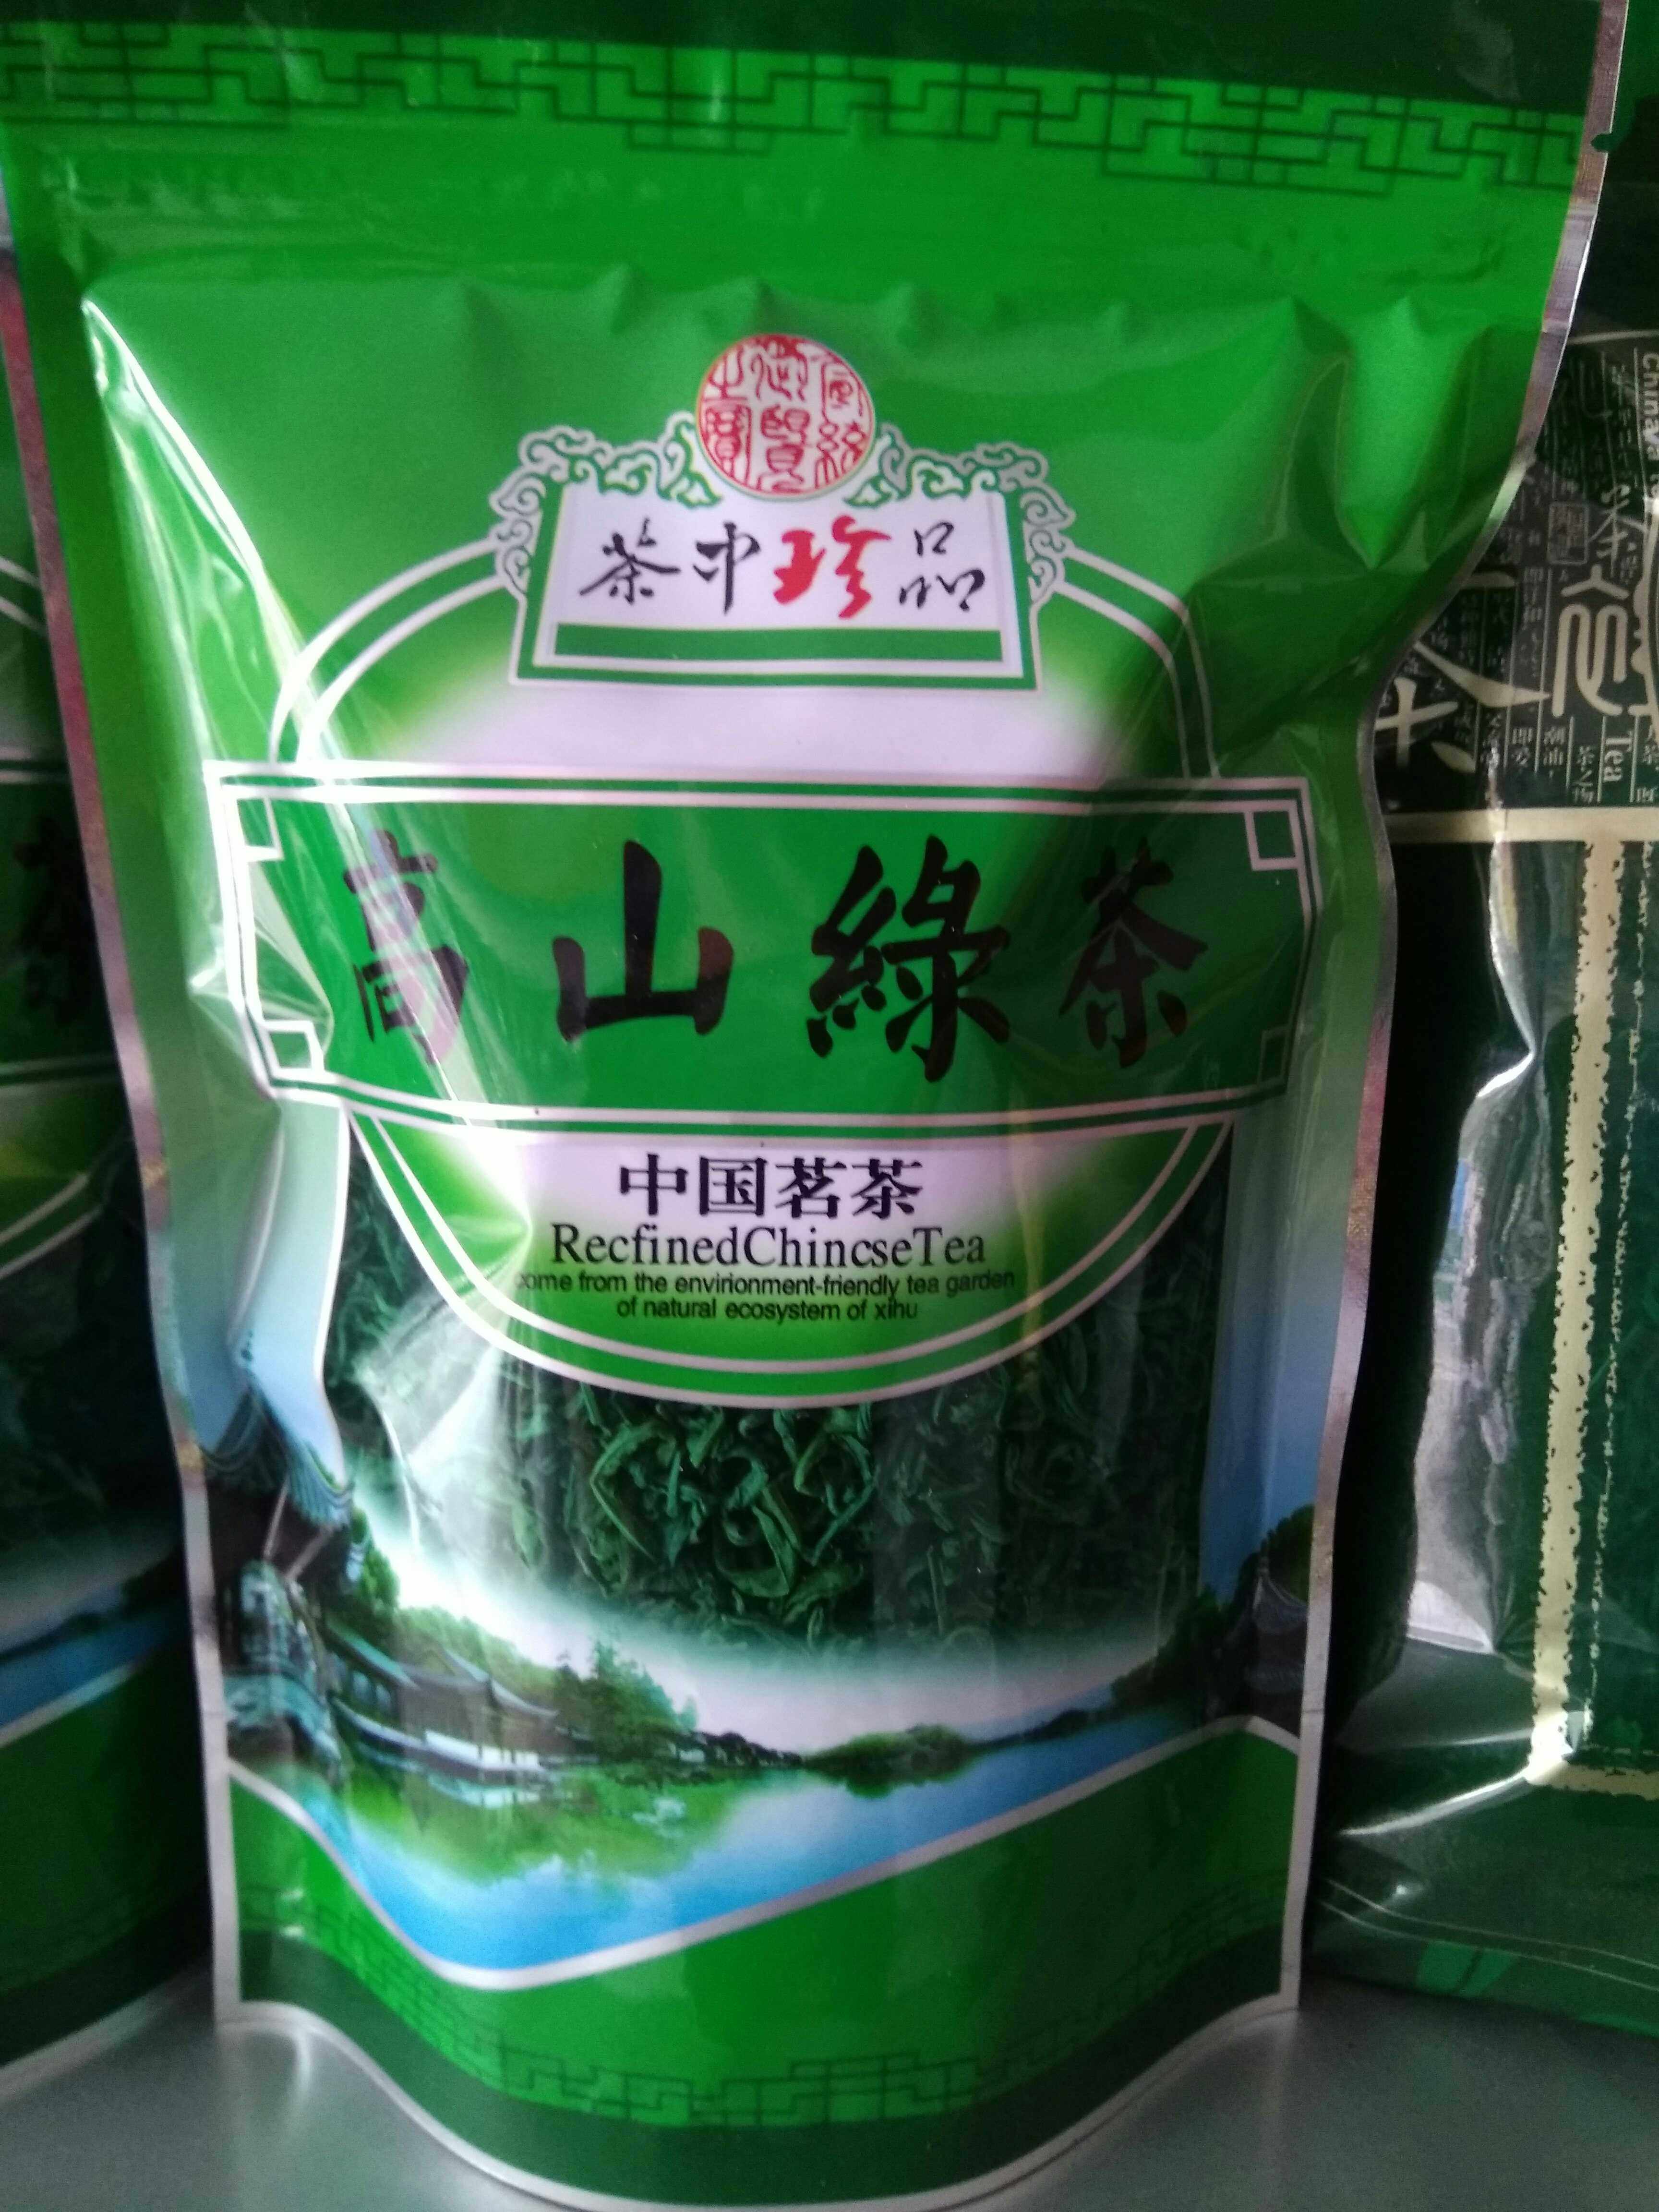 茶中珍品
高山綠茶
中国茗茶
RecfinedChincseTea
come from the envirionment-friendly tea garden
of natural ecosystem of xihu
Tea